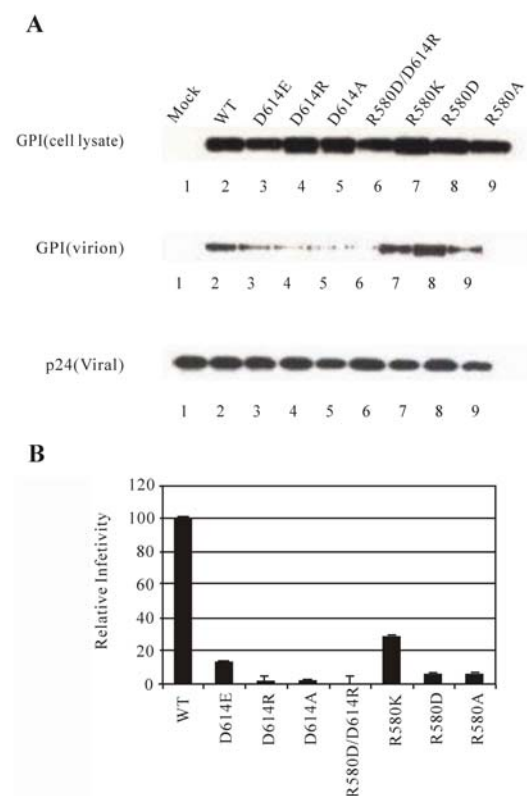 A
Mock
WT
D614E
D614R
D614A
R580D/D614R
R580K
R580D
R580A
GPI(cell lysate)
1 2 3 4 5 6 7 8 9
GPI(virion)
1 2 3 4 5 6 7 8 9
p24(Viral)
1 2 3 4 5 6 7 8 9
B
Relative Infetivity
120
100
80
60
40
20
0
WT
D614E
D614R
D614A
R580D/D614R
R580K
R580D
R580A